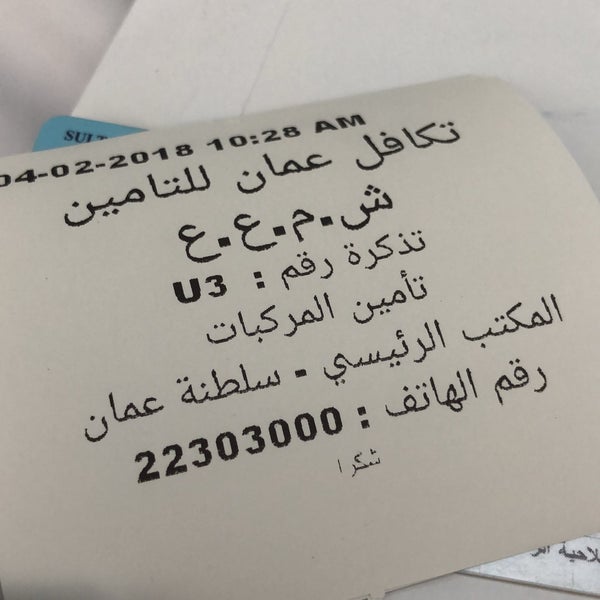 04-02-2018 10:28 AM
تكافل عمان للتامين
ش.م.ع.ع
تذكرة رقم : U3
تأمين المركبات
المكتب الرئيسي - سلطنة عمان
رقم الهاتف : 22303000
شكرا